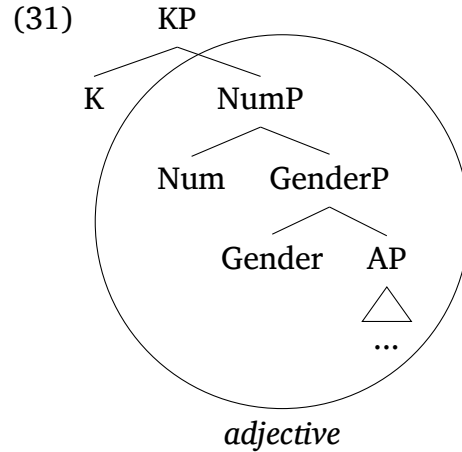 (31) KP
K NumP
Num GenderP
Gender AP
...
adjective